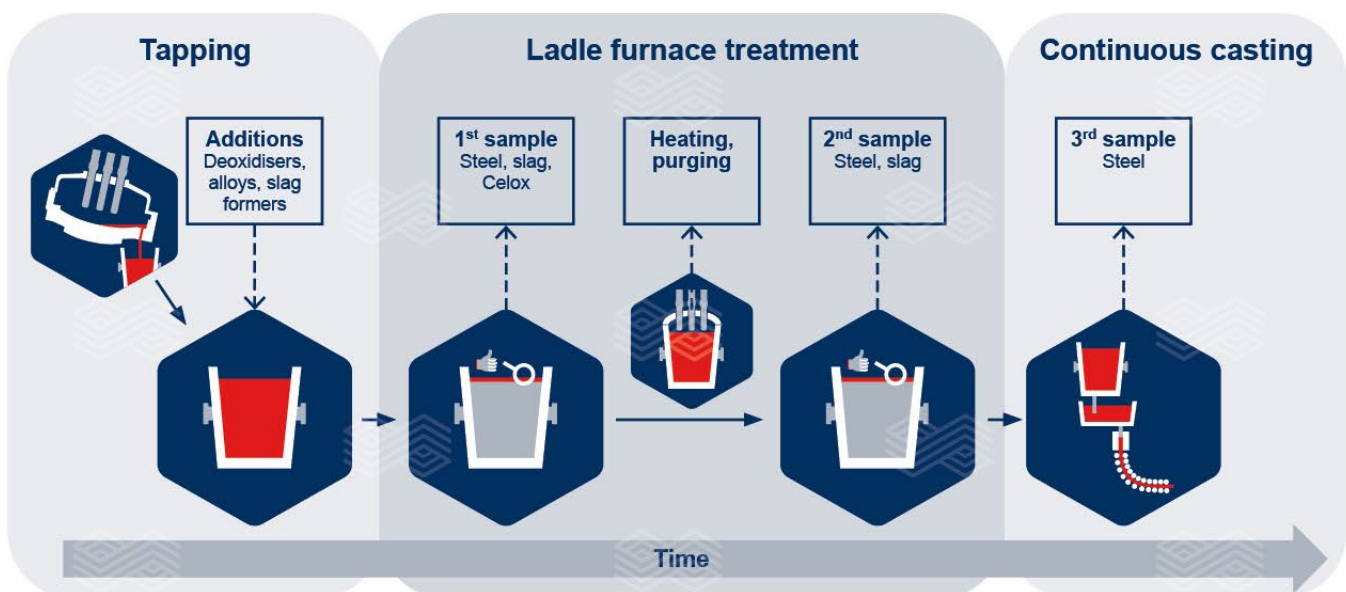 Tapping
Ladle furnace treatment
Continuous casting
Additions
Deoxidisers,
alloys, slag
formers
1st sample
Steel, slag,
Celox
Heating,
purging
2nd sample
Steel, slag
3rd sample
Steel
Time